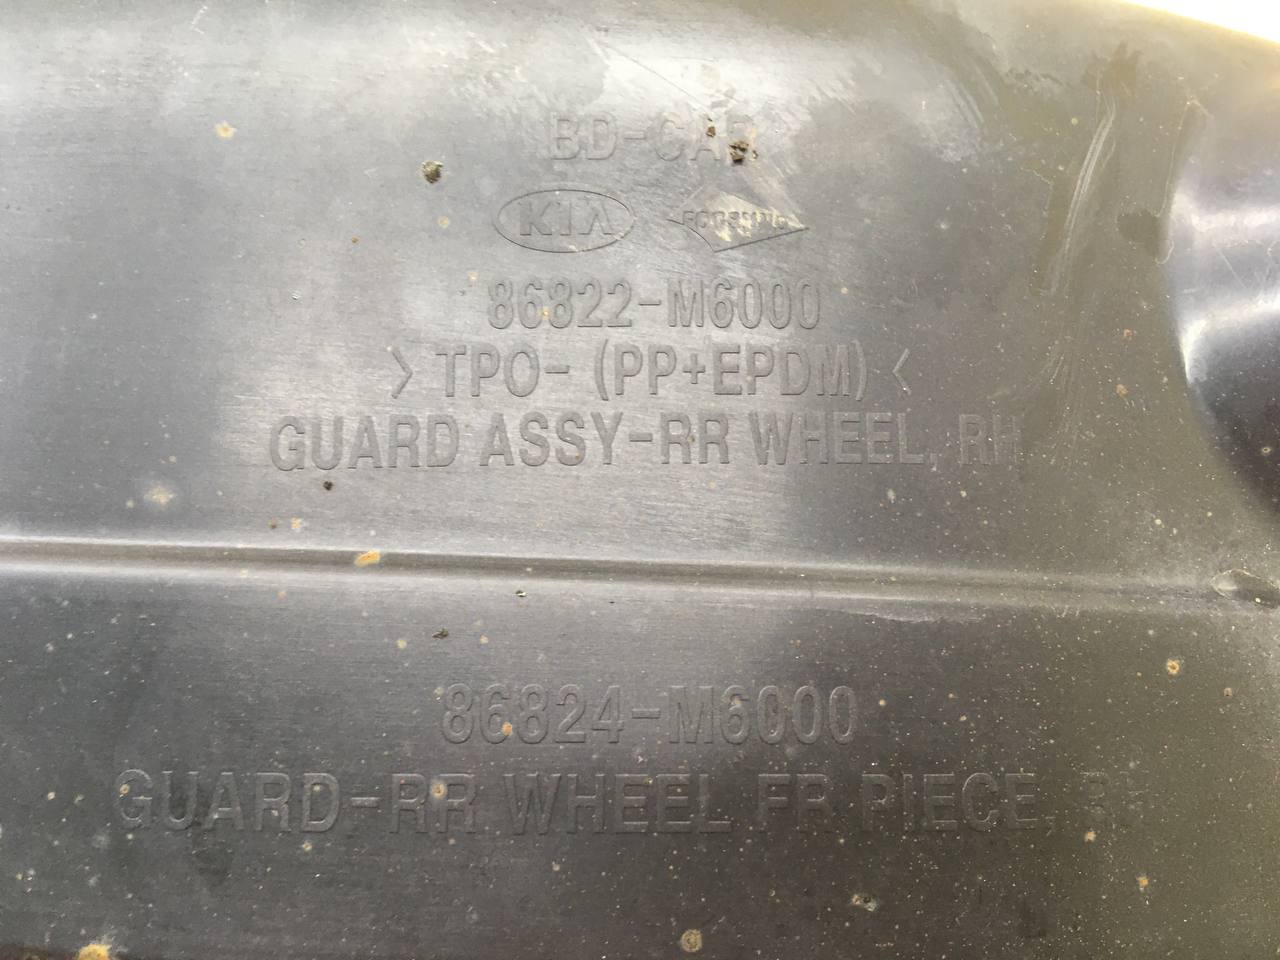 BD-CAR
KIA
86822-M6000
>TPO-(PP+EPDM)<
GUARD ASSY-RR WHEEL, RH
86824-M6000
GUARD-RR WHEEL FR PIECE, RH